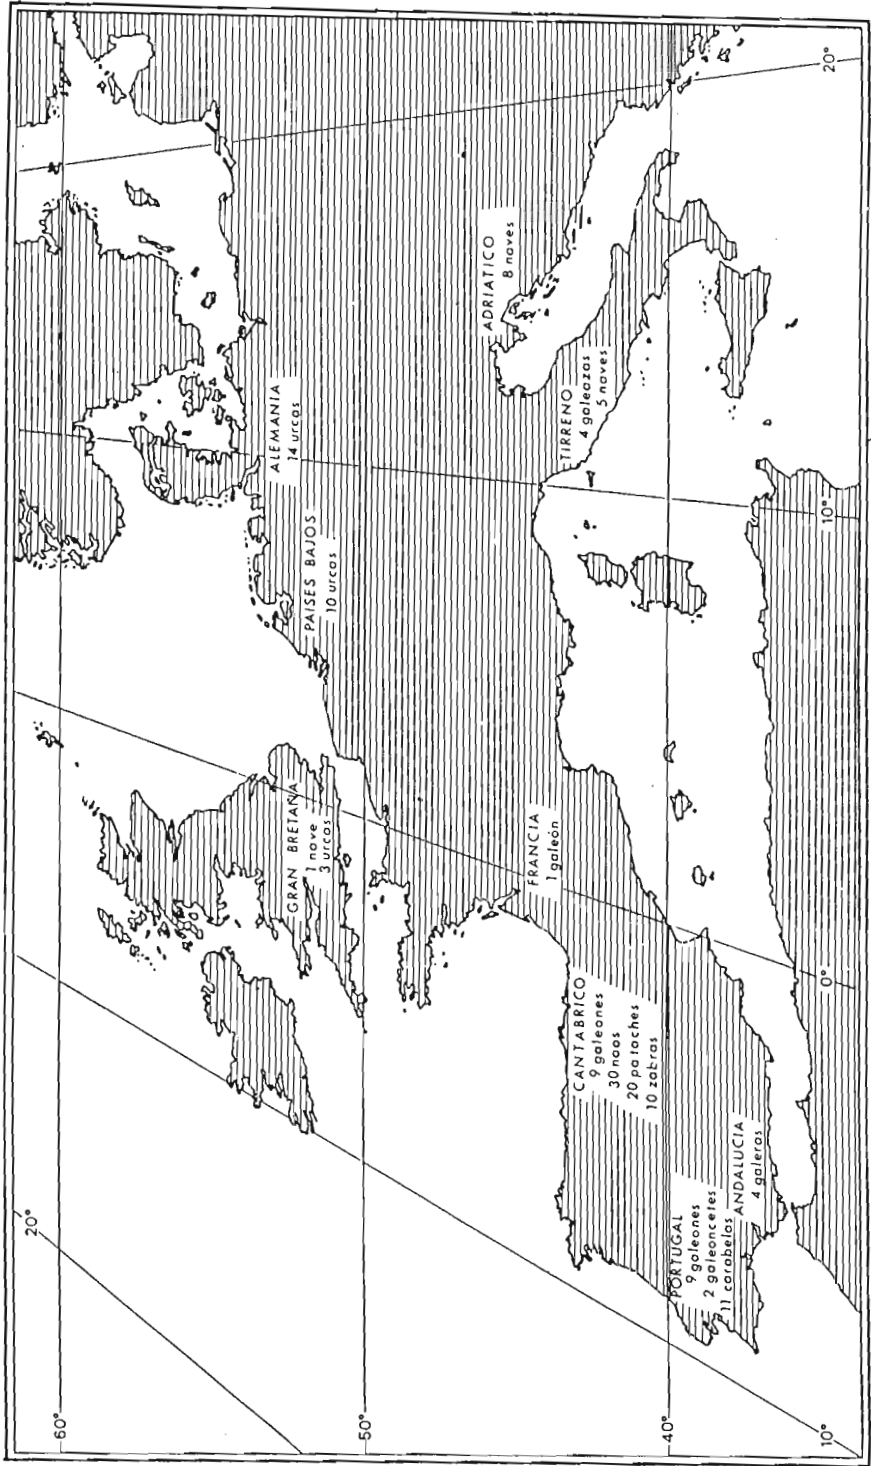 20°
60°
50°
40°
10°
0°
10°
20°
GRAN BRETAÑA
1 nave
3 urcas
PAISES BAJOS
10 urcas
ALEMANIA
14 urcas
FRANCIA
1 galeón
ADRIATICO
8 naves
TIRRENO
4 galeazas
5 naves
CANTABRICO
9 galeones
30 naos
20 pataches
10 zabras
PORTUGAL
9 galeones
2 galeoncetes
11 carabelas
ANDALUCIA
4 galeras